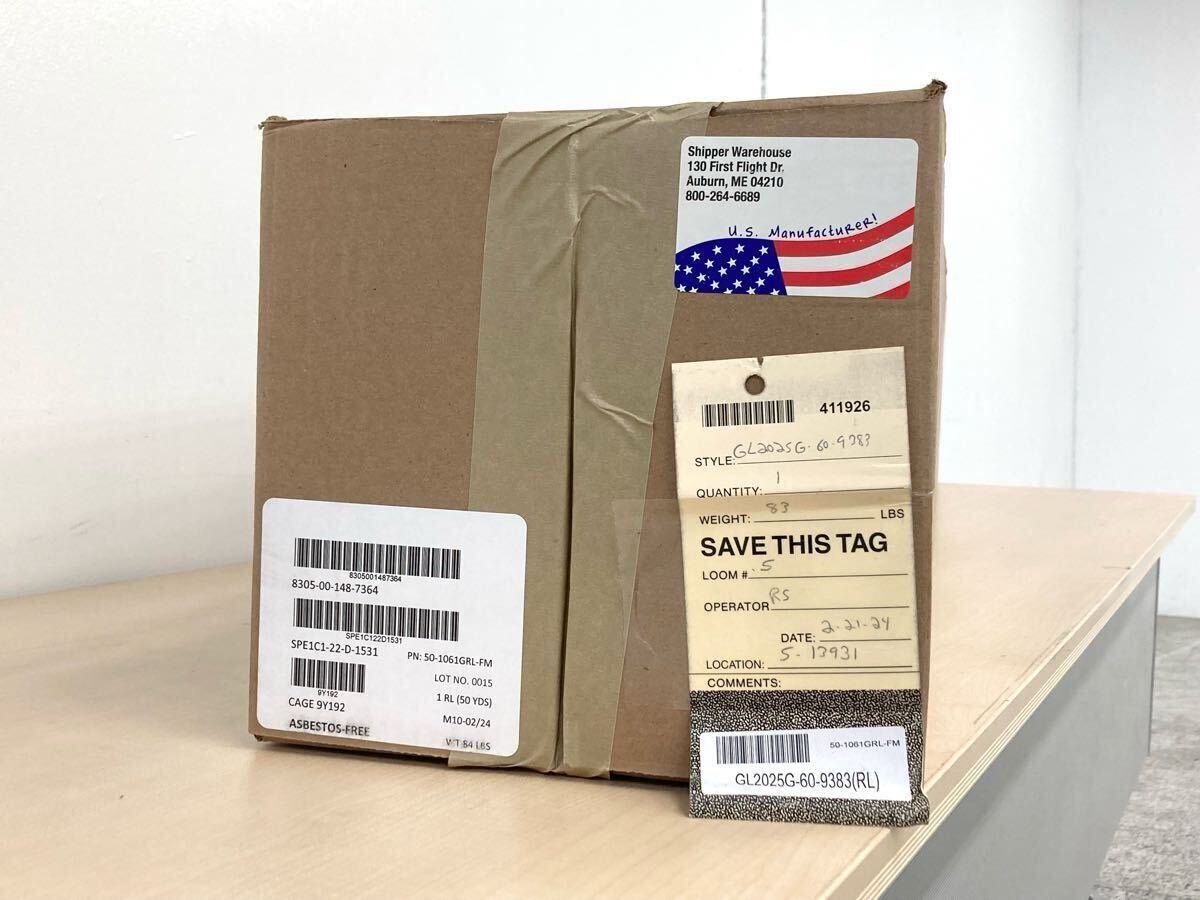 Shipper Warehouse
130 First Flight Dr.
Auburn, ME 04210
800-264-6689
U.S. Manufacturer!
411926
STYLE: GL2025G-60-9383
QUANTITY: 1
WEIGHT: 83 LBS
SAVE THIS TAG
LOOM # 5
OPERATOR RS
DATE: 2-21-24
LOCATION: 5-13931
COMMENTS:
50-1061GRL-FM
GL2025G-60-9383(RL)
8305001487364
8305-00-148-7364
SPE1C122D1531
SPE1C1-22-D-1531
PN: 50-1061GRL-FM
LOT NO. 0015
9Y192
1 RL (50 YDS)
CAGE 9Y192
M10-02/24
ASBESTOS-FREE
WT 84 LBS